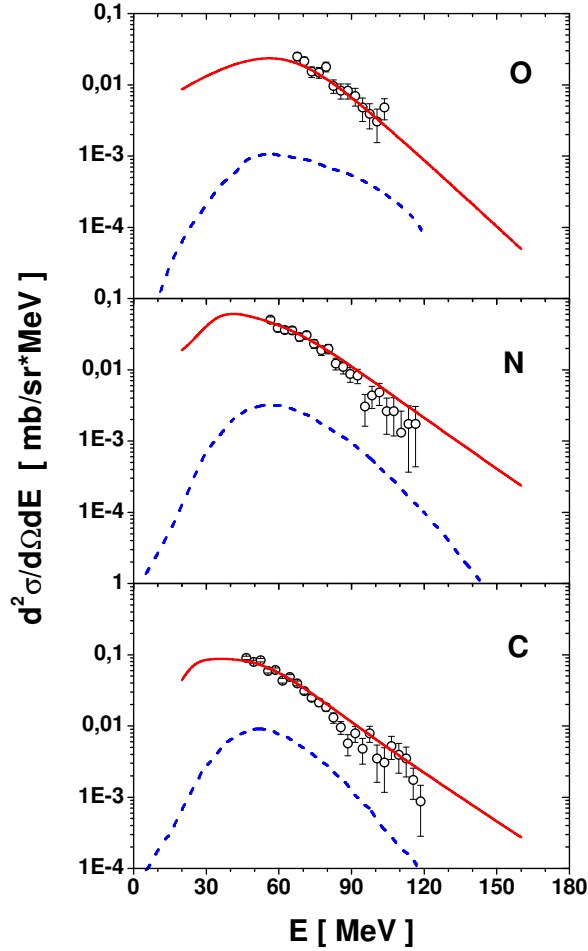 0,1
O
0,01
1E-3
1E-4
0,1
N
0,01
1E-3
1E-4
1
C
0,1
0,01
1E-3
1E-4
0 30 60 90 120 150 180
E [ MeV ]
d²σ/dΩdE [ mb/sr*MeV ]